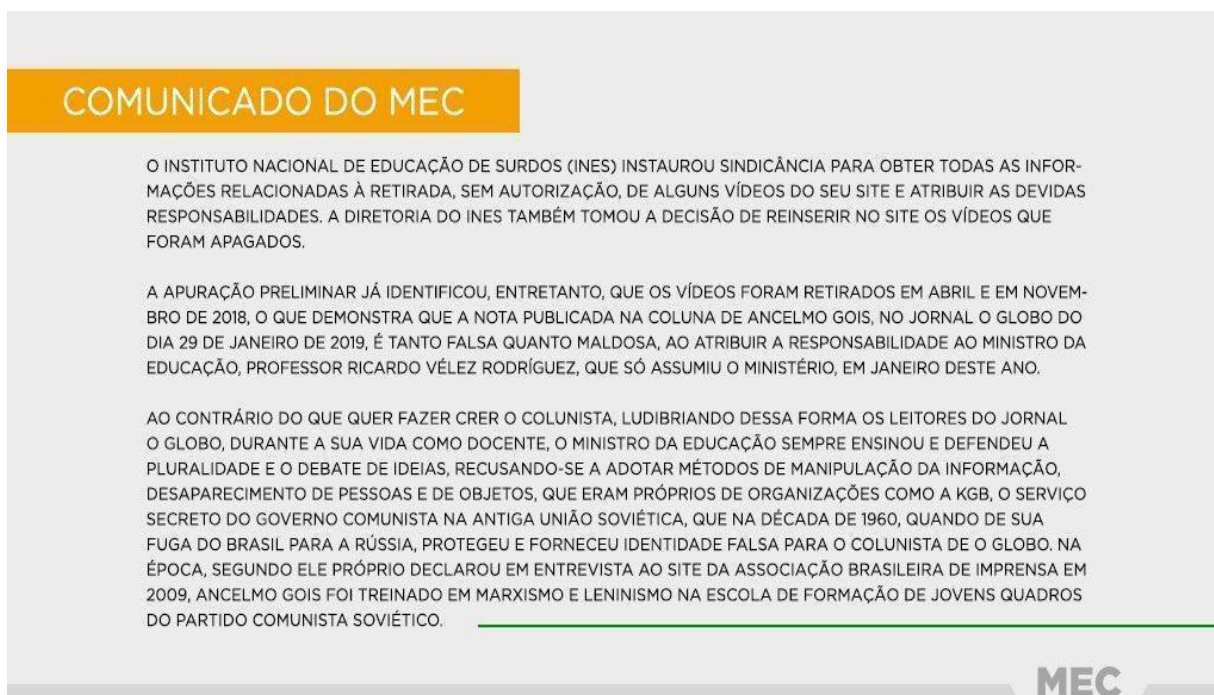 COMUNICADO DO MEC
O INSTITUTO NACIONAL DE EDUCAÇÃO DE SURDOS (INES) INSTAUROU SINDICÂNCIA PARA OBTER TODAS AS INFOR-
MAÇÕES RELACIONADAS À RETIRADA, SEM AUTORIZAÇÃO, DE ALGUNS VÍDEOS DO SEU SITE E ATRIBUIR AS DEVIDAS
RESPONSABILIDADES. A DIRETORIA DO INES TAMBÉM TOMOU A DECISÃO DE REINSERIR NO SITE OS VÍDEOS QUE
FORAM APAGADOS.
A APURAÇÃO PRELIMINAR JÁ IDENTIFICOU, ENTRETANTO, QUE OS VÍDEOS FORAM RETIRADOS EM ABRIL E EM NOVEM-
BRO DE 2018, O QUE DEMONSTRA QUE A NOTA PUBLICADA NA COLUNA DE ANCELMO GOIS, NO JORNAL O GLOBO DO
DIA 29 DE JANEIRO DE 2019, É TANTO FALSA QUANTO MALDOSA, AO ATRIBUIR A RESPONSABILIDADE AO MINISTRO DA
EDUCAÇÃO, PROFESSOR RICARDO VÉLEZ RODRÍGUEZ, QUE SÓ ASSUMIU O MINISTÉRIO, EM JANEIRO DESTE ANO.
AO CONTRÁRIO DO QUE QUER FAZER CRER O COLUNISTA, LUDIBRIANDO DESSA FORMA OS LEITORES DO JORNAL
O GLOBO, DURANTE A SUA VIDA COMO DOCENTE, O MINISTRO DA EDUCAÇÃO SEMPRE ENSINOU E DEFENDEU A
PLURALIDADE E O DEBATE DE IDEIAS, RECUSANDO-SE A ADOTAR MÉTODOS DE MANIPULAÇÃO DA INFORMAÇÃO,
DESAPARECIMENTO DE PESSOAS E DE OBJETOS, QUE ERAM PRÓPRIOS DE ORGANIZAÇÕES COMO A KGB, O SERVIÇO
SECRETO DO GOVERNO COMUNISTA NA ANTIGA UNIÃO SOVIÉTICA, QUE NA DÉCADA DE 1960, QUANDO DE SUA
FUGA DO BRASIL PARA A RÚSSIA, PROTEGEU E FORNECEU IDENTIDADE FALSA PARA O COLUNISTA DE O GLOBO. NA
ÉPOCA, SEGUNDO ELE PRÓPRIO DECLAROU EM ENTREVISTA AO SITE DA ASSOCIAÇÃO BRASILEIRA DE IMPRENSA EM
2009, ANCELMO GOIS FOI TREINADO EM MARXISMO E LENINISMO NA ESCOLA DE FORMAÇÃO DE JOVENS QUADROS
DO PARTIDO COMUNISTA SOVIÉTICO.
MEC